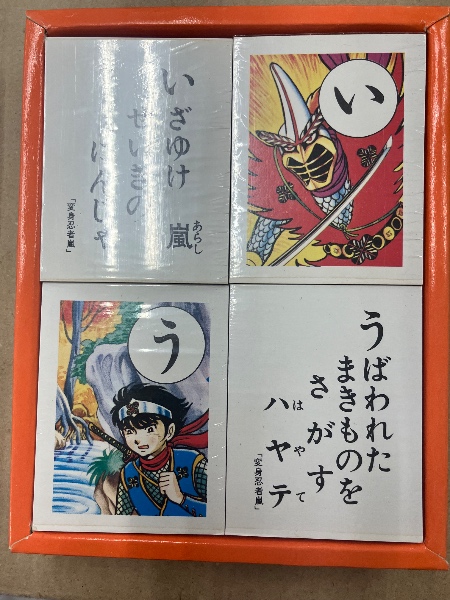 いざゆけ 嵐
あらし
せいぎの
にんじゃ
「変身忍者嵐」
い
う
うばわれた
まきものを
さがす
ハヤテ
はやて
「変身忍者嵐」